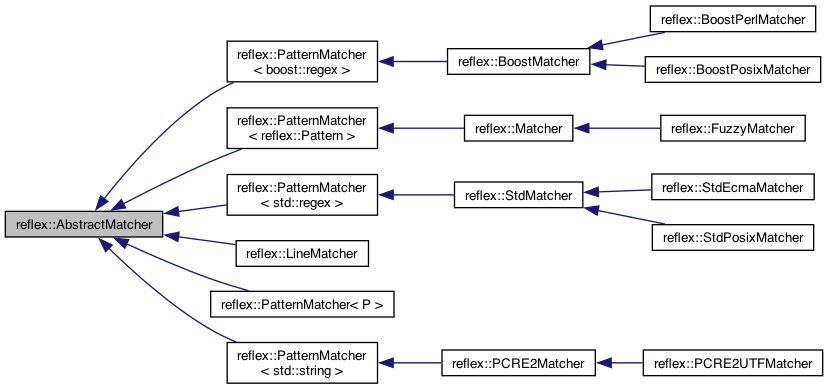 reflex::AbstractMatcher
reflex::PatternMatcher
< boost::regex >
reflex::BoostMatcher
reflex::BoostPerlMatcher
reflex::BoostPosixMatcher
reflex::PatternMatcher
< reflex::Pattern >
reflex::Matcher
reflex::FuzzyMatcher
reflex::PatternMatcher
< std::regex >
reflex::StdMatcher
reflex::StdEcmaMatcher
reflex::StdPosixMatcher
reflex::LineMatcher
reflex::PatternMatcher< P >
reflex::PatternMatcher
< std::string >
reflex::PCRE2Matcher
reflex::PCRE2UTFMatcher